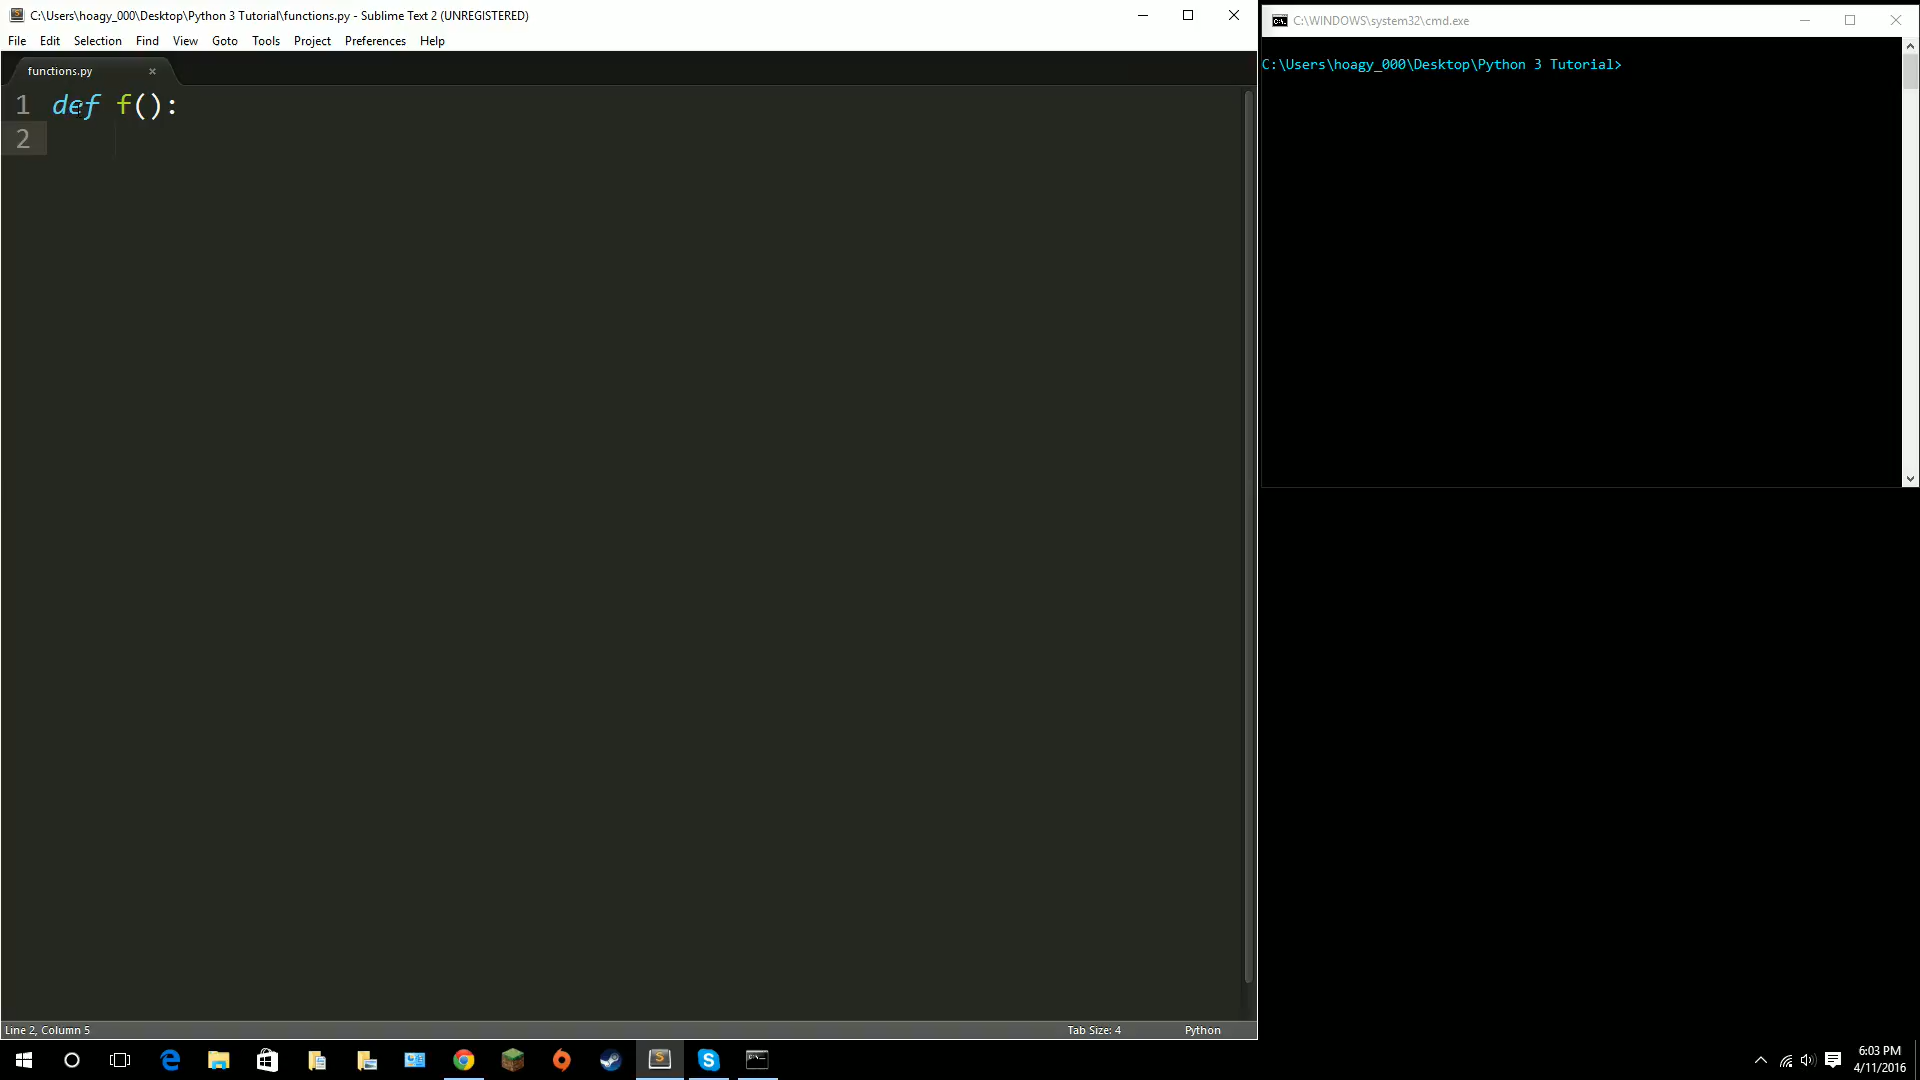 C:\Users\hoagy_000\Desktop\Python 3 Tutorial\functions.py - Sublime Text 2 (UNREGISTERED)
File Edit Selection Find View Goto Tools Project Preferences Help
functions.py
1 def f():
2
Line 2, Column 5
Tab Size: 4
Python
C:\WINDOWS\system32\cmd.exe
C:\Users\hoagy_000\Desktop\Python 3 Tutorial>
6:03 PM
4/11/2016